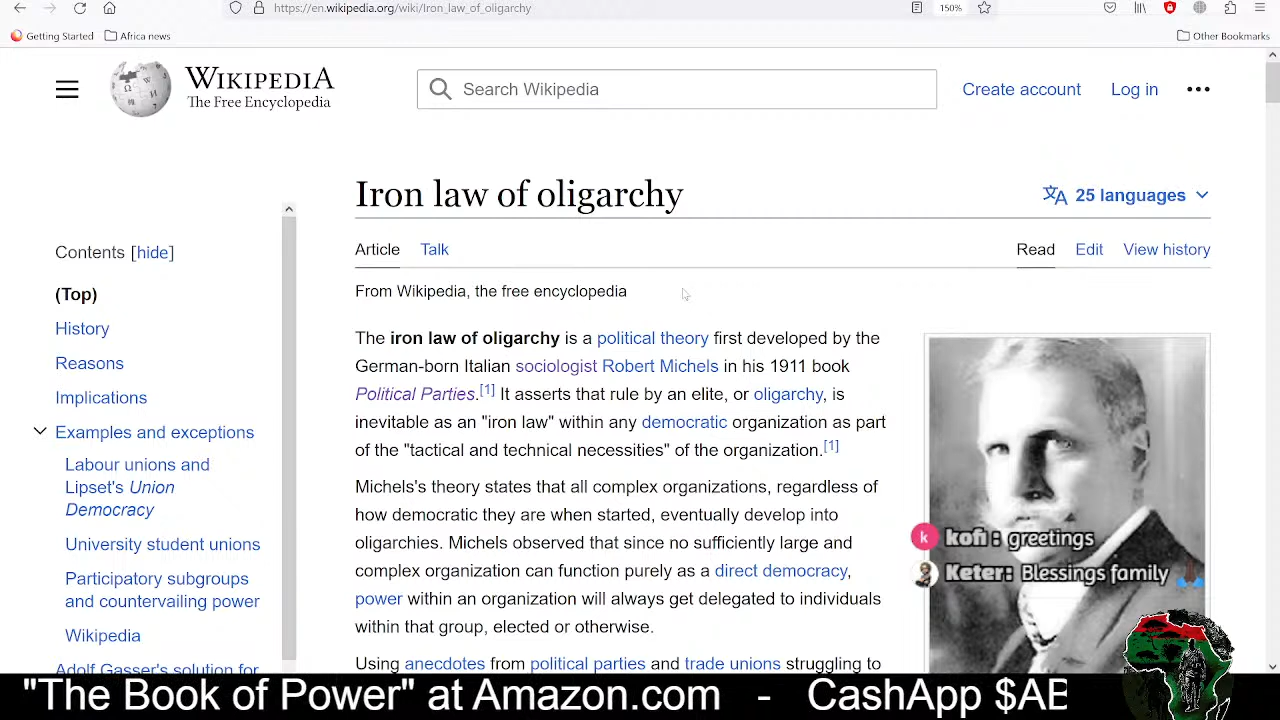 https://en.wikipedia.org/wiki/Iron_law_of_oligarchy
150%
Getting Started
Africa news
Other Bookmarks
WIKIPEDIA
The Free Encyclopedia
Search Wikipedia
Create account
Log in
Iron law of oligarchy
25 languages
Contents [hide]
(Top)
History
Reasons
Implications
Examples and exceptions
Labour unions and
Lipset's Union
Democracy
University student unions
Participatory subgroups
and countervailing power
Wikipedia
Adolf Gasser's solution for
Article
Talk
Read
Edit
View history
From Wikipedia, the free encyclopedia
The iron law of oligarchy is a political theory first developed by the
German-born Italian sociologist Robert Michels in his 1911 book
Political Parties.[1] It asserts that rule by an elite, or oligarchy, is
inevitable as an "iron law" within any democratic organization as part
of the "tactical and technical necessities" of the organization.[1]
Michels's theory states that all complex organizations, regardless of
how democratic they are when started, eventually develop into
oligarchies. Michels observed that since no sufficiently large and
complex organization can function purely as a direct democracy,
power within an organization will always get delegated to individuals
within that group, elected or otherwise.
Using anecdotes from political parties and trade unions struggling to
k kofi : greetings
Keter: Blessings family
"The Book of Power" at Amazon.com - CashApp $AB